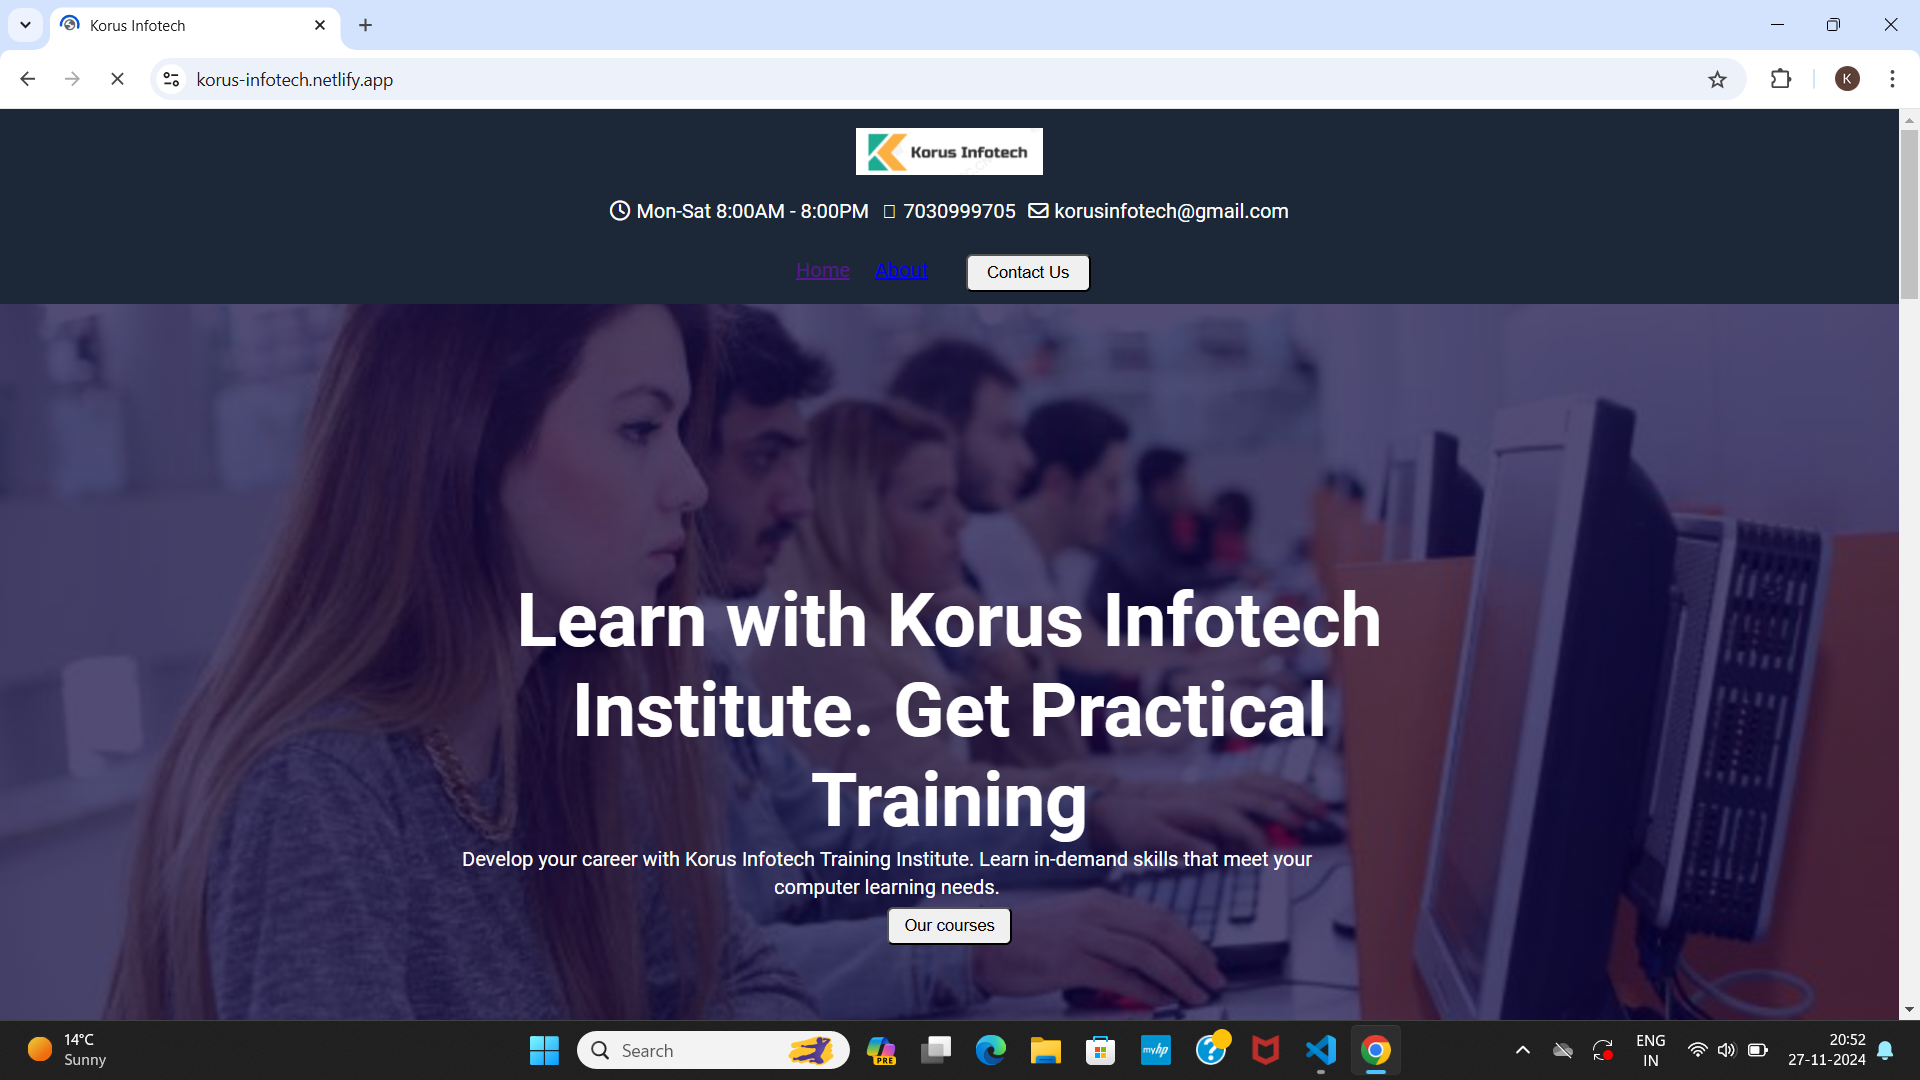 Korus Infotech
korus-infotech.netlify.app
K
Korus Infotech
Mon-Sat 8:00AM - 8:00PM 7030999705 korusinfotech@gmail.com
Home About Contact Us
Learn with Korus Infotech
Institute. Get Practical
Training
Develop your career with Korus Infotech Training Institute. Learn in-demand skills that meet your
computer learning needs.
Our courses
14°C
Sunny
Search
PRE
myhp
ENG
IN
20:52
27-11-2024